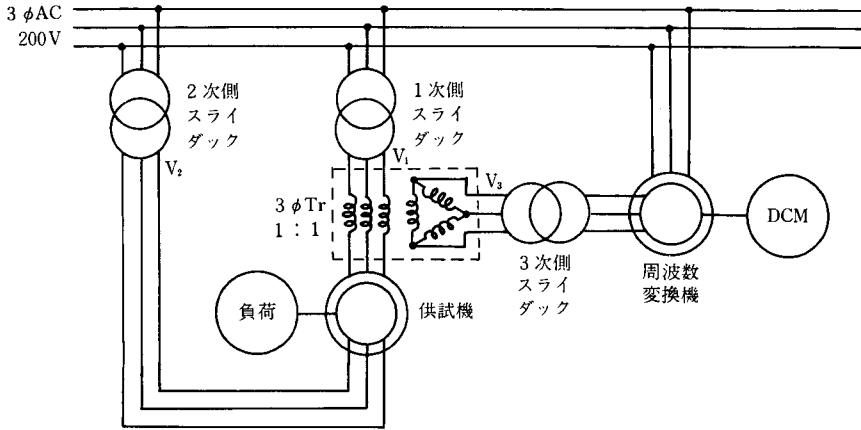 3 φAC
200V
2 次側
スライ
ダック
V₂
1 次側
スライ
ダック
V₁
3 φTr
1 : 1
V₃
3 次側
スライ
ダック
周波数
変換機
DCM
負荷
供試機